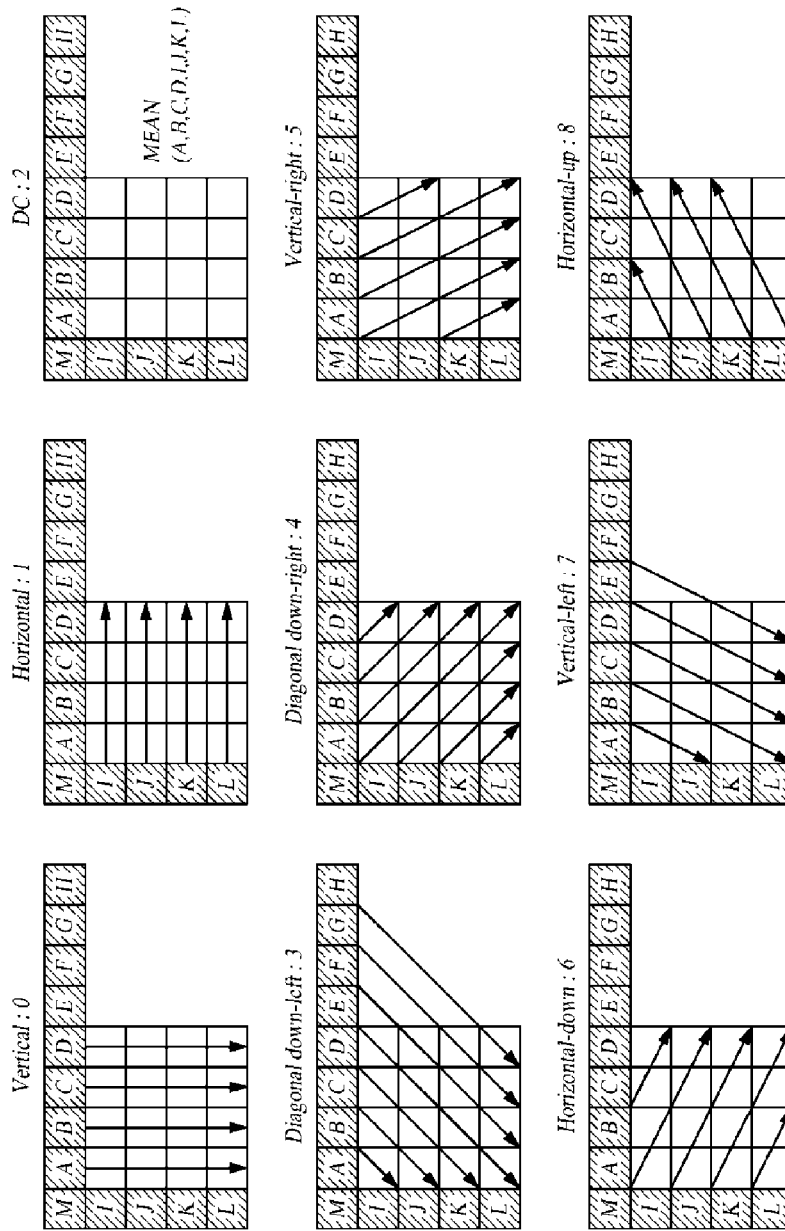 Vertical : 0
M A B C D E F G H
I
J
K
L
Horizontal : 1
M A B C D E F G H
I
J
K
L
DC : 2
M A B C D E F G H
I
J
K
L
MEAN
(A,B,C,D,I,J,K,L)
Diagonal down-left : 3
M A B C D E F G H
I
J
K
L
Diagonal down-right : 4
M A B C D E F G H
I
J
K
L
Vertical-right : 5
M A B C D E F G H
I
J
K
L
Horizontal-down : 6
M A B C D E F G H
I
J
K
L
Vertical-left : 7
M A B C D E F G H
I
J
K
L
Horizontal-up : 8
M A B C D E F G H
I
J
K
L